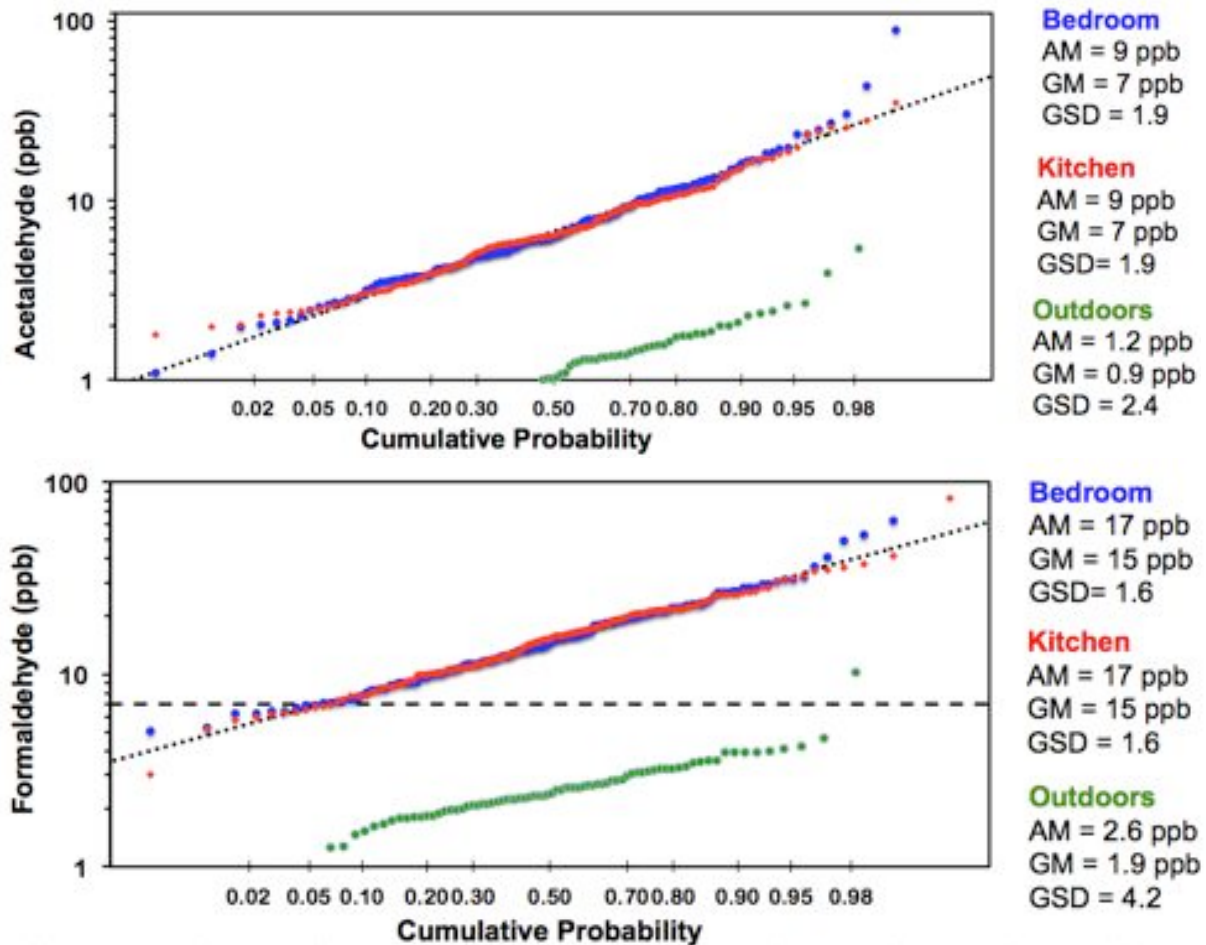 100
10
1
Acetaldehyde (ppb)
0.02 0.05 0.10 0.20 0.30 0.50 0.70 0.80 0.90 0.95 0.98
Cumulative Probability
Bedroom
AM = 9 ppb
GM = 7 ppb
GSD = 1.9
Kitchen
AM = 9 ppb
GM = 7 ppb
GSD= 1.9
Outdoors
AM = 1.2 ppb
GM = 0.9 ppb
GSD = 2.4
100
10
1
Formaldehyde (ppb)
0.02 0.05 0.10 0.20 0.30 0.50 0.70 0.80 0.90 0.95 0.98
Cumulative Probability
Bedroom
AM = 17 ppb
GM = 15 ppb
GSD= 1.6
Kitchen
AM = 17 ppb
GM = 15 ppb
GSD = 1.6
Outdoors
AM = 2.6 ppb
GM = 1.9 ppb
GSD = 4.2